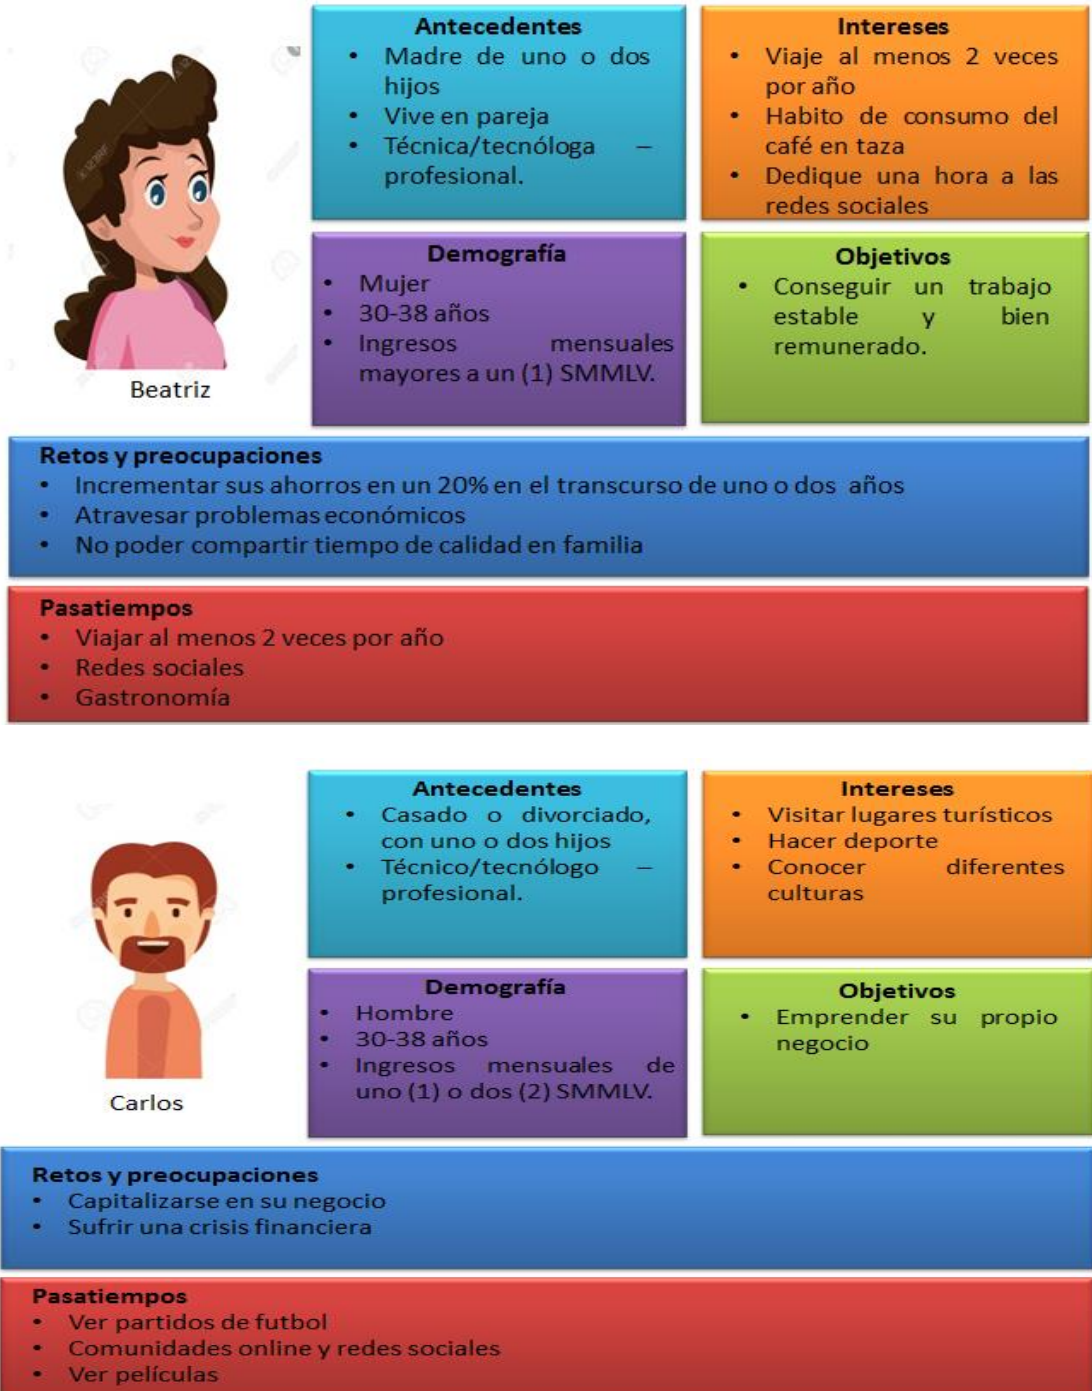 Antecedentes
• Madre de uno o dos
hijos
• Vive en pareja
• Técnica/tecnóloga –
profesional.
Intereses
• Viaje al menos 2 veces
por año
• Habito de consumo del
café en taza
• Dedique una hora a las
redes sociales
Demografía
• Mujer
• 30-38 años
• Ingresos mensuales
mayores a un (1) SMMLV.
Objetivos
• Conseguir un trabajo
estable y bien
remunerado.
Beatriz
Retos y preocupaciones
• Incrementar sus ahorros en un 20% en el transcurso de uno o dos años
• Atravesar problemas económicos
• No poder compartir tiempo de calidad en familia
Pasatiempos
• Viajar al menos 2 veces por año
• Redes sociales
• Gastronomía
Antecedentes
• Casado o divorciado,
con uno o dos hijos
• Técnico/tecnólogo –
profesional.
Intereses
• Visitar lugares turísticos
• Hacer deporte
• Conocer diferentes
culturas
Demografía
• Hombre
• 30-38 años
• Ingresos mensuales de
uno (1) o dos (2) SMMLV.
Objetivos
• Emprender su propio
negocio
Carlos
Retos y preocupaciones
• Capitalizarse en su negocio
• Sufrir una crisis financiera
Pasatiempos
• Ver partidos de futbol
• Comunidades online y redes sociales
• Ver películas